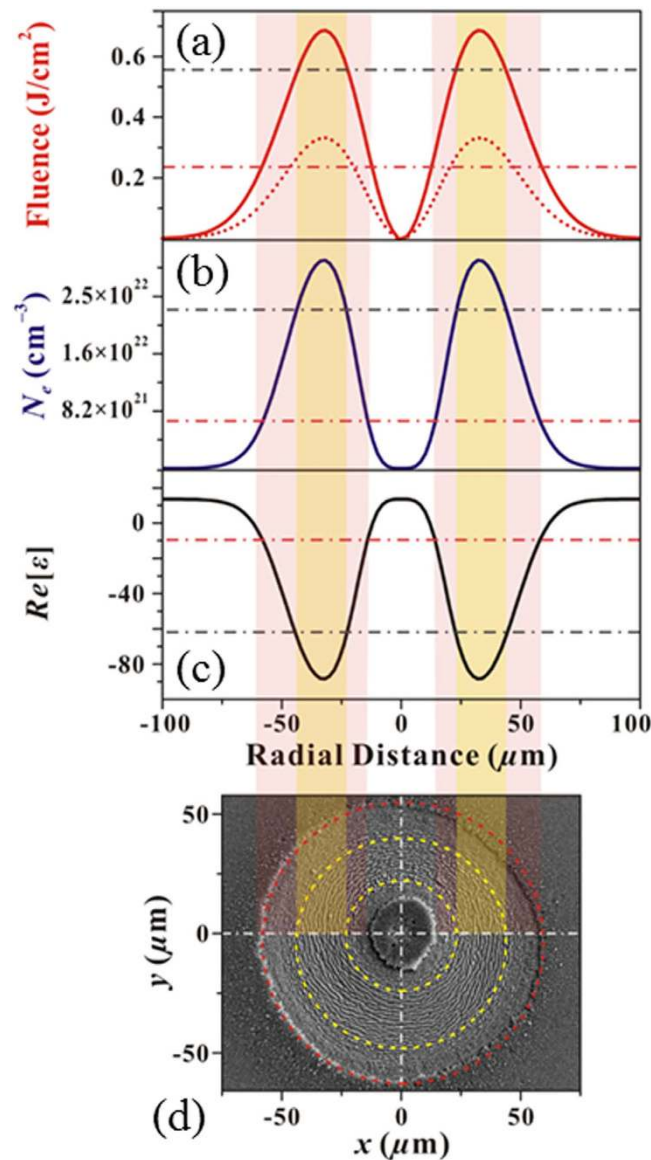 (a)
Fluence (J/cm²)
0.6
0.4
0.2
(b)
N_e (cm⁻³)
2.5×10²²
1.6×10²²
8.2×10²¹
(c)
Re[ε]
0
-40
-80
-100 -50 0 50 100
Radial Distance (μm)
(d)
y (μm)
50
0
-50
-50 0 50
x (μm)